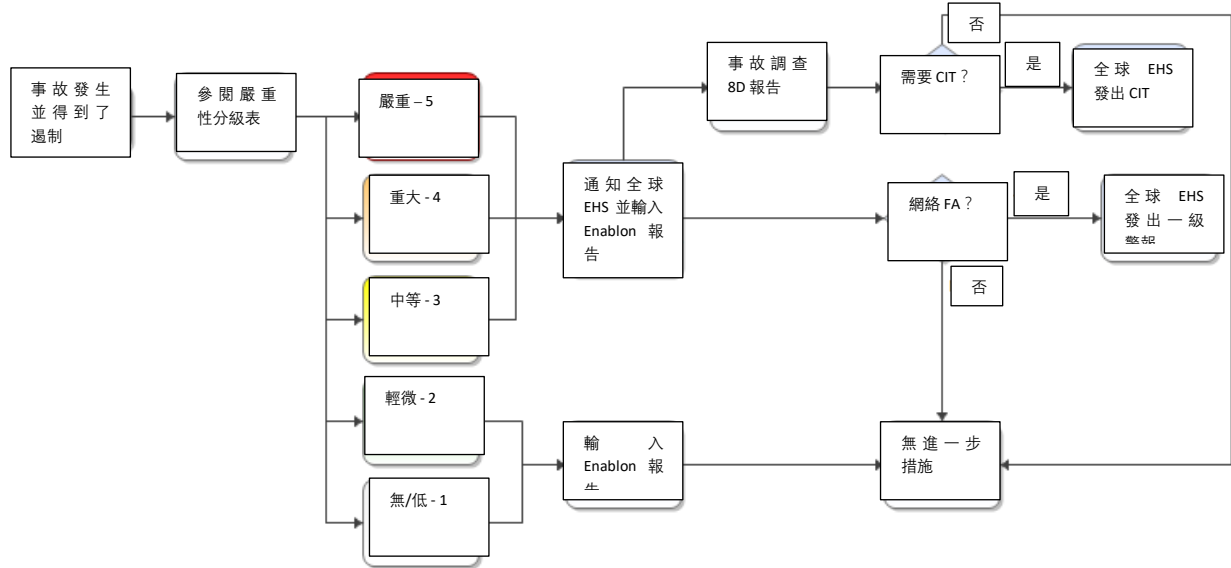 事故發生
並得到了
遏制
參閱嚴重
性分級表
嚴重 – 5
重大 - 4
中等 - 3
輕微 - 2
無/低 - 1
通知全球
EHS 並輸入
Enablon 報
告
輸入
Enablon 報
告
事故調查
8D 報告
需要 CIT？
否
是
全球 EHS
發出 CIT
網絡 FA？
是
否
全球 EHS
發出一級
警報
無進一步
措施